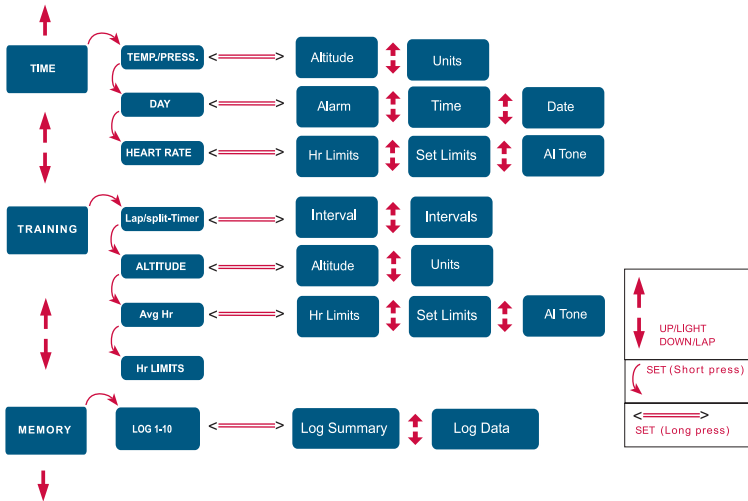 TIME
TEMP./PRESS.
Altitude
Units
DAY
Alarm
Time
Date
HEART RATE
Hr Limits
Set Limits
Al Tone
TRAINING
Lap/split-Timer
Interval
Intervals
ALTITUDE
Altitude
Units
Avg Hr
Hr Limits
Set Limits
Al Tone
Hr LIMITS
MEMORY
LOG 1-10
Log Summary
Log Data
UP/LIGHT
DOWN/LAP
SET (Short press)
SET (Long press)